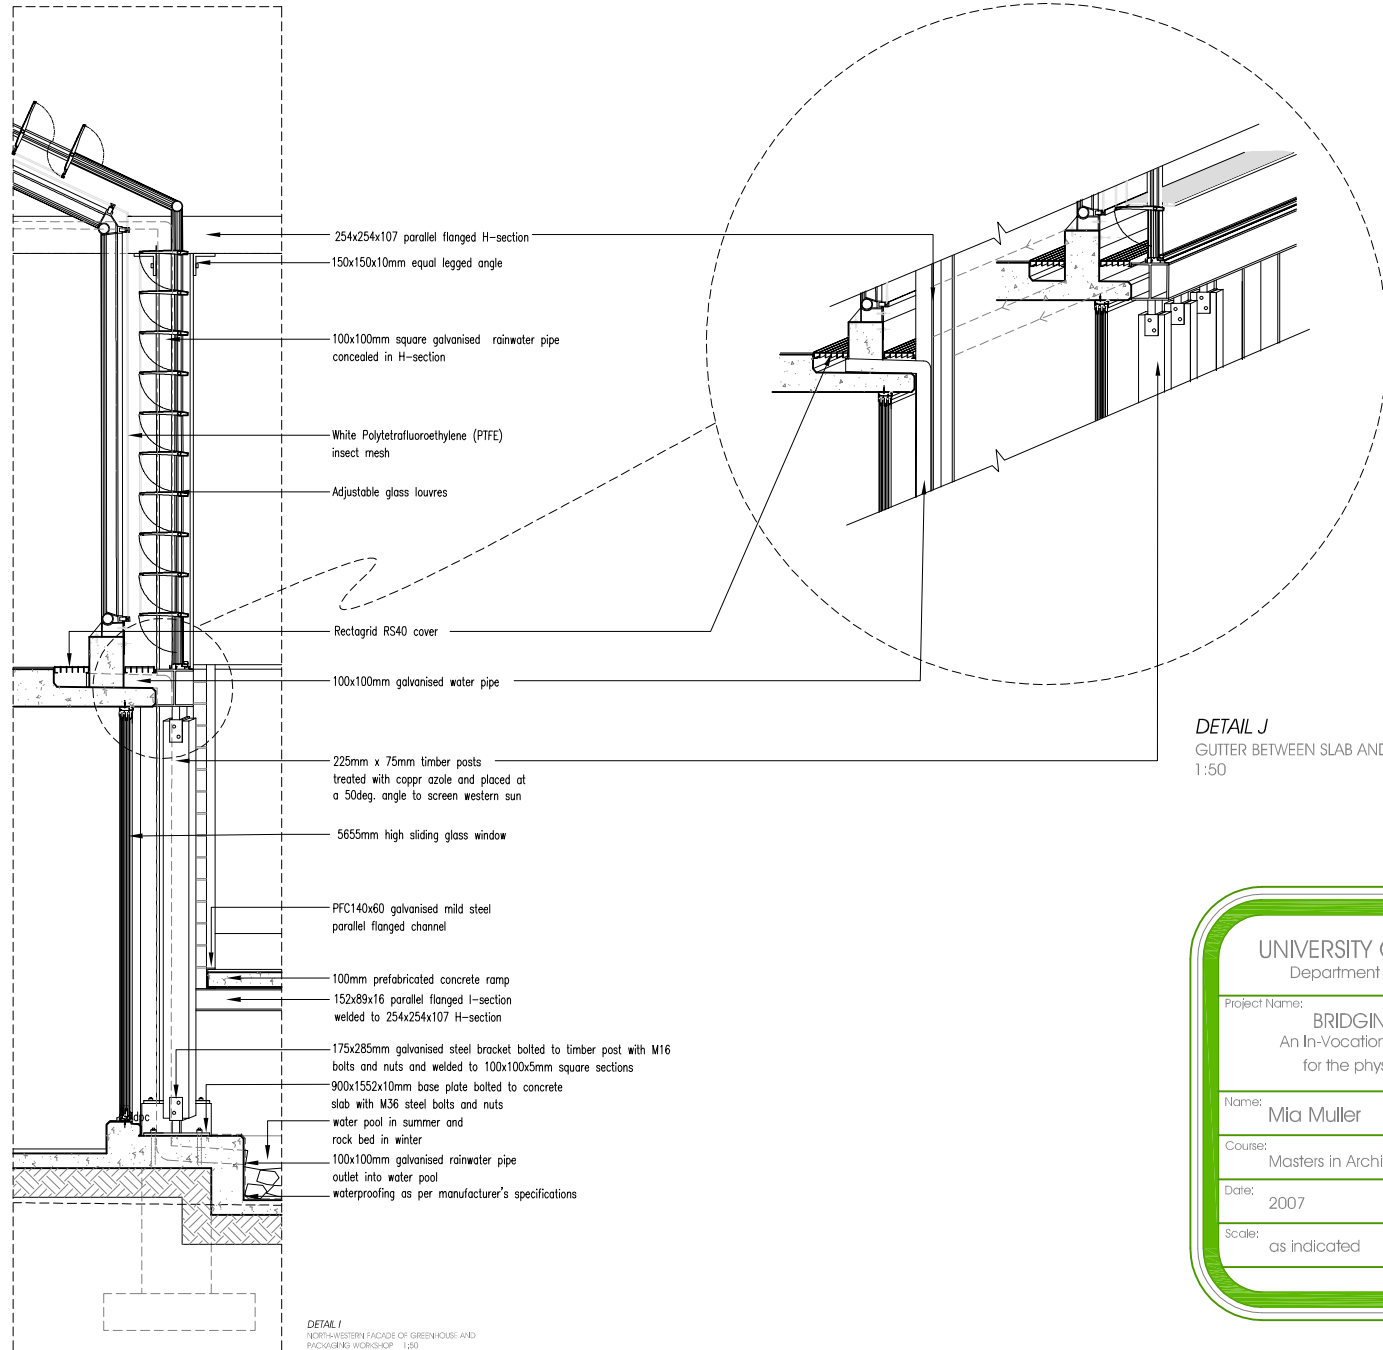 254x254x107 parallel flanged H-section
150x150x10mm equal legged angle
100x100mm square galvanised rainwater pipe
concealed in H-section
White Polytetrafluoroethylene (PTFE)
insect mesh
Adjustable glass louvres
Rectagrid RS40 cover
100x100mm galvanised water pipe
225mm x 75mm timber posts
treated with coppr azole and placed at
a 50deg. angle to screen western sun
5655mm high sliding glass window
PFC140x60 galvanised mild steel
parallel flanged channel
100mm prefabricated concrete ramp
152x89x16 parallel flanged I-section
welded to 254x254x107 H-section
175x285mm galvanised steel bracket bolted to timber post with M16
bolts and nuts and welded to 100x100x5mm square sections
900x1552x10mm base plate bolted to concrete
slab with M36 steel bolts and nuts
water pool in summer and
rock bed in winter
100x100mm galvanised rainwater pipe
outlet into water pool
waterproofing as per manufacturer's specifications
dpc
DETAIL I
NORTH-WESTERN FACADE OF GREENHOUSE AND
PACKAGING WORKSHOP 1:50
DETAIL J
GUTTER BETWEEN SLAB AND
1:50
UNIVERSITY
Department
Project Name:
BRIDGIN
An In-Vocation
for the phys
Name:
Mia Muller
Course:
Masters in Archi
Date:
2007
Scale:
as indicated